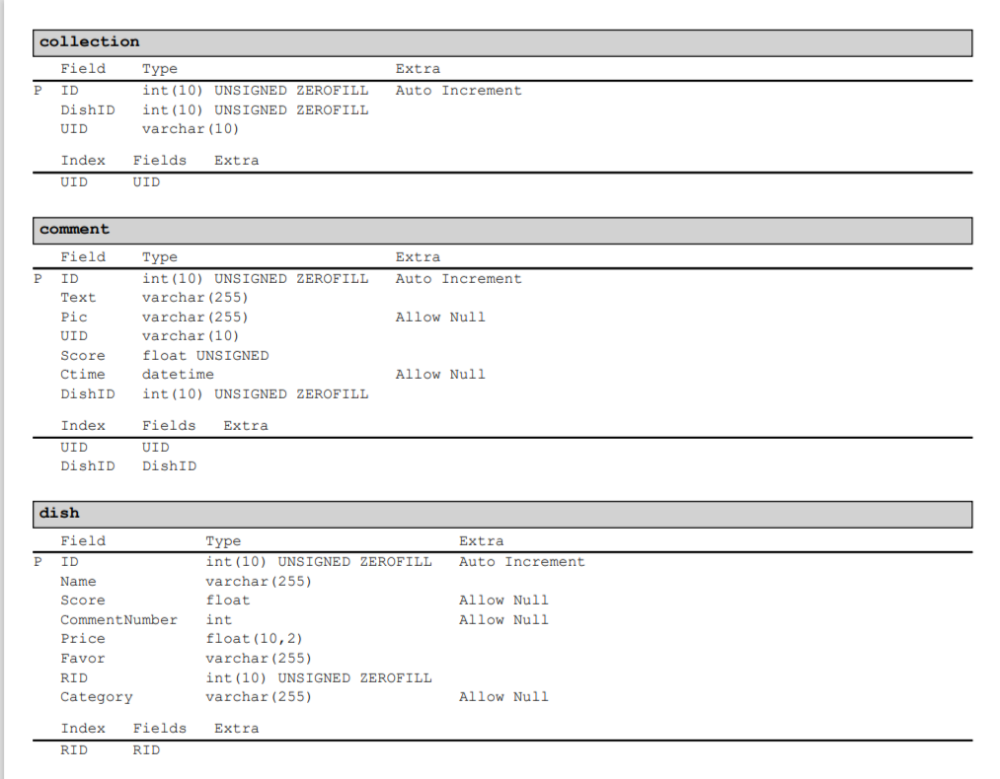 collection
Field Type Extra
P ID int(10) UNSIGNED ZEROFILL Auto Increment
DishID int(10) UNSIGNED ZEROFILL
UID varchar(10)
Index Fields Extra
UID UID
comment
Field Type Extra
P ID int(10) UNSIGNED ZEROFILL Auto Increment
Text varchar(255)
Pic varchar(255) Allow Null
UID varchar(10)
Score float UNSIGNED
Ctime datetime Allow Null
DishID int(10) UNSIGNED ZEROFILL
Index Fields Extra
UID UID
DishID DishID
dish
Field Type Extra
P ID int(10) UNSIGNED ZEROFILL Auto Increment
Name varchar(255)
Score float Allow Null
CommentNumber int Allow Null
Price float(10,2)
Favor varchar(255)
RID int(10) UNSIGNED ZEROFILL
Category varchar(255) Allow Null
Index Fields Extra
RID RID